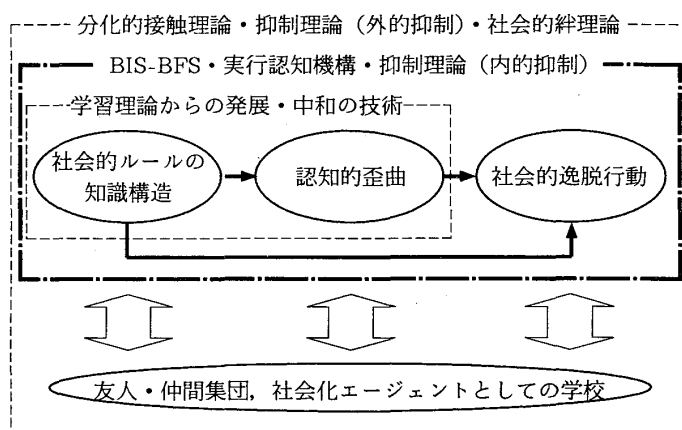 分化的接触理論・抑制理論（外的抑制）・社会的絆理論
BIS-BFS・実行認知機構・抑制理論（内的抑制）
学習理論からの発展・中和の技術
社会的ルールの
知識構造
認知的歪曲
社会的逸脱行動
友人・仲間集団，社会化エージェントとしての学校